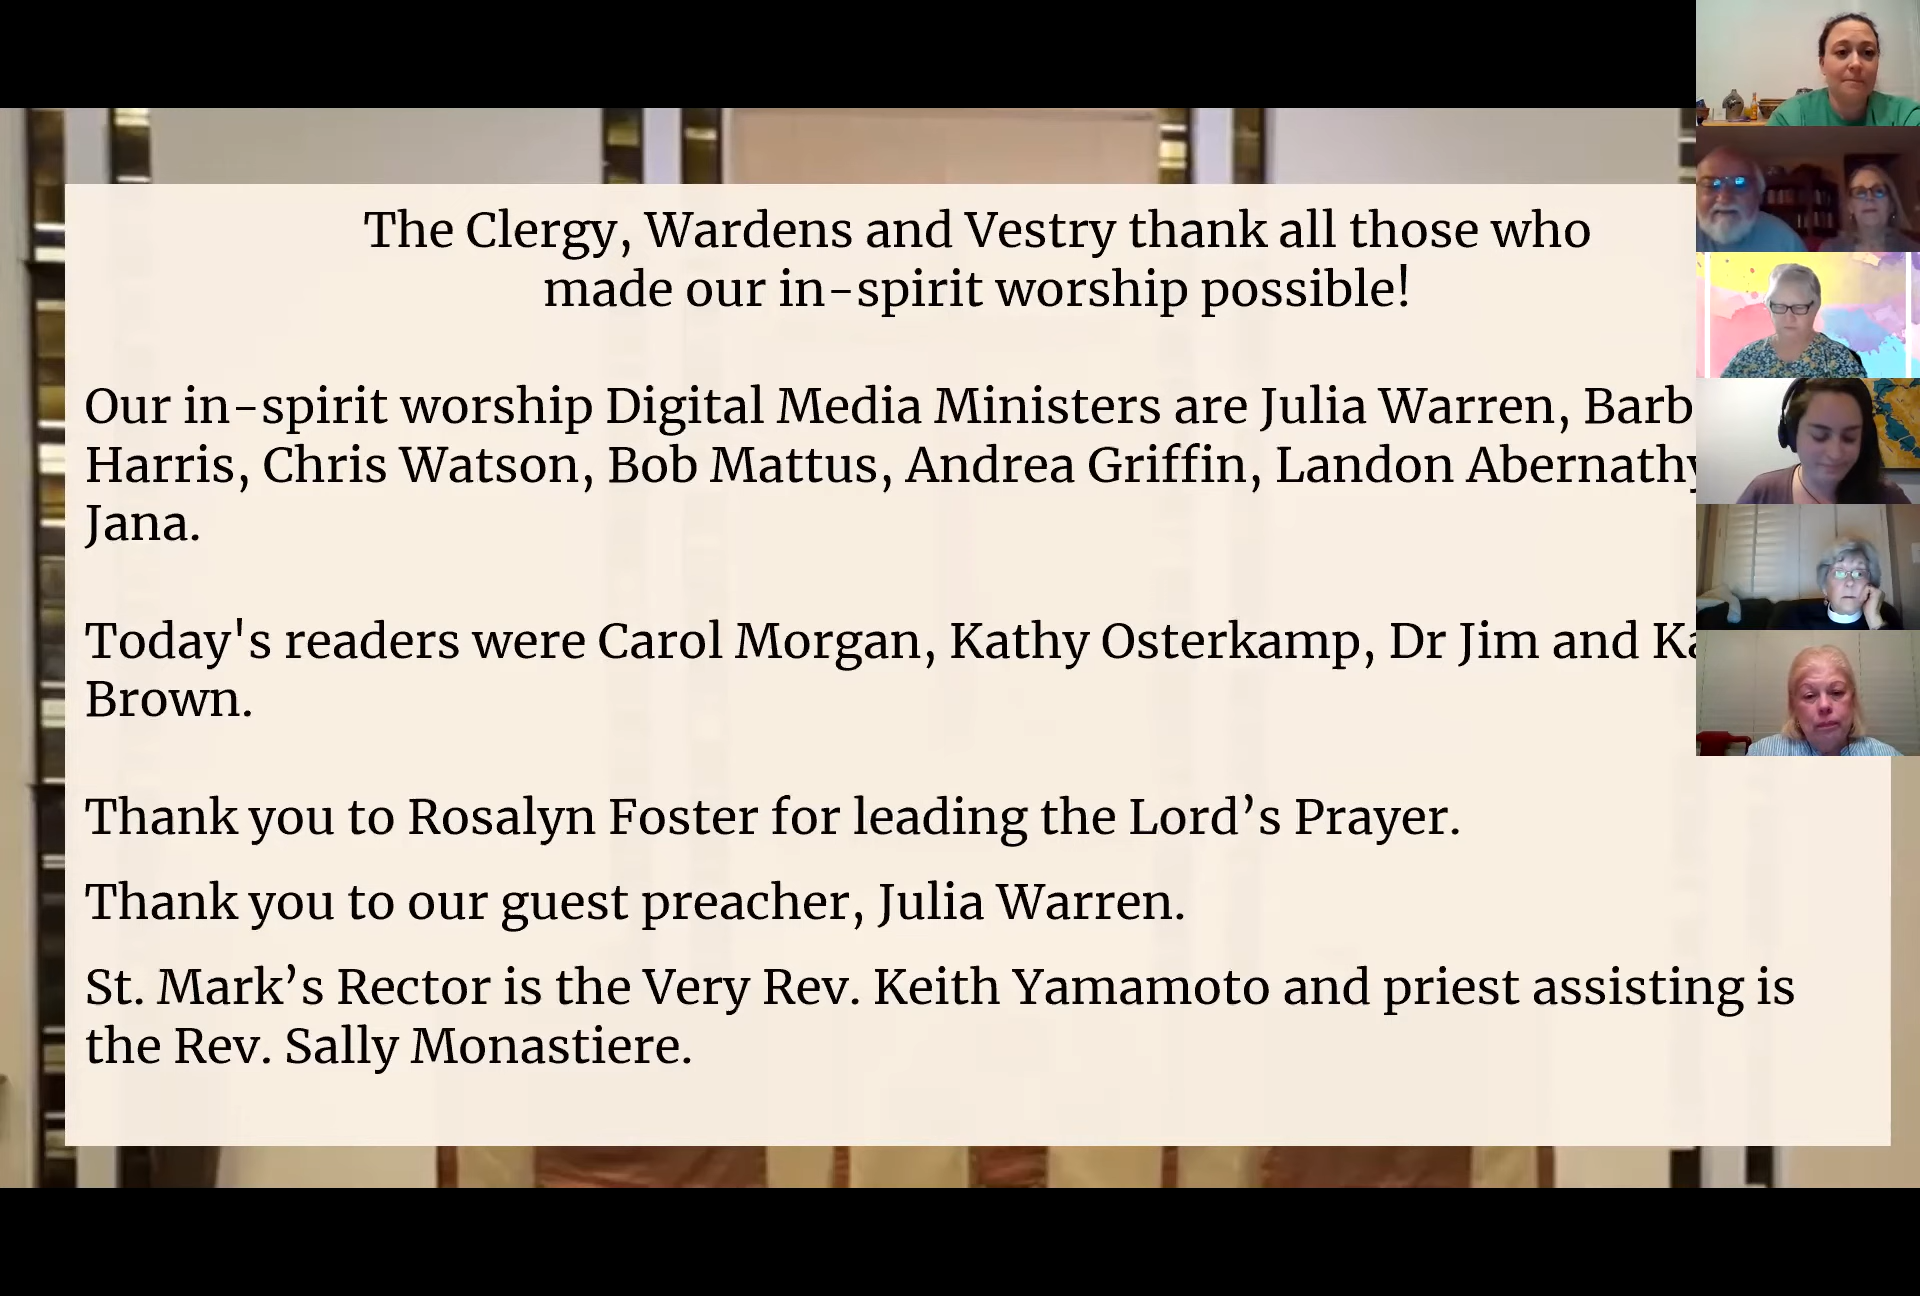 The Clergy, Wardens and Vestry thank all those who
made our in-spirit worship possible!
Our in-spirit worship Digital Media Ministers are Julia Warren, Barb
Harris, Chris Watson, Bob Mattus, Andrea Griffin, Landon Abernathy
Jana.
Today's readers were Carol Morgan, Kathy Osterkamp, Dr Jim and
Brown.
Thank you to Rosalyn Foster for leading the Lord’s Prayer.
Thank you to our guest preacher, Julia Warren.
St. Mark’s Rector is the Very Rev. Keith Yamamoto and priest assisting is
the Rev. Sally Monastiere.